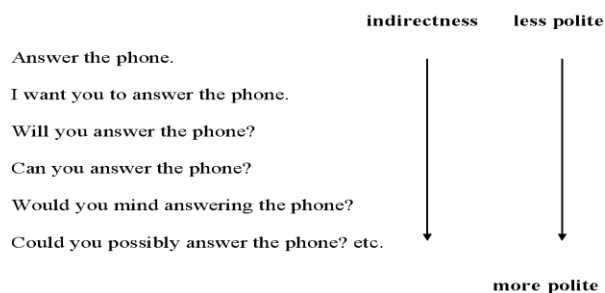 indirectness less polite
Answer the phone.
I want you to answer the phone.
Will you answer the phone?
Can you answer the phone?
Would you mind answering the phone?
Could you possibly answer the phone? etc.
more polite